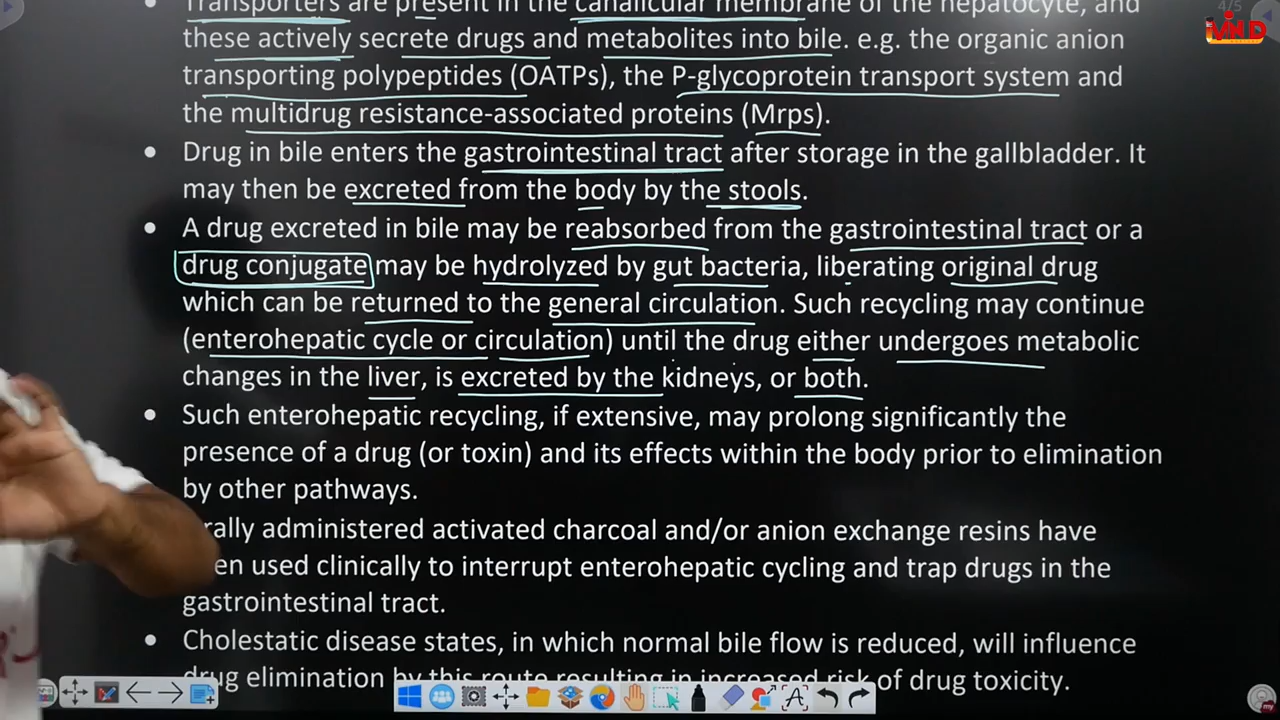 Transporters are present in the canalicular membrane of the hepatocyte, and
4/5
these actively secrete drugs and metabolites into bile. e.g. the organic anion
transporting polypeptides (OATPs), the P-glycoprotein transport system and
the multidrug resistance-associated proteins (Mrps).
• Drug in bile enters the gastrointestinal tract after storage in the gallbladder. It
may then be excreted from the body by the stools.
• A drug excreted in bile may be reabsorbed from the gastrointestinal tract or a
drug conjugate may be hydrolyzed by gut bacteria, liberating original drug
which can be returned to the general circulation. Such recycling may continue
(enterohepatic cycle or circulation) until the drug either undergoes metabolic
changes in the liver, is excreted by the kidneys, or both.
• Such enterohepatic recycling, if extensive, may prolong significantly the
presence of a drug (or toxin) and its effects within the body prior to elimination
by other pathways.
rally administered activated charcoal and/or anion exchange resins have
en used clinically to interrupt enterohepatic cycling and trap drugs in the
gastrointestinal tract.
• Cholestatic disease states, in which normal bile flow is reduced, will influence
drug elimination by this route resulting in increased risk of drug toxicity.
my